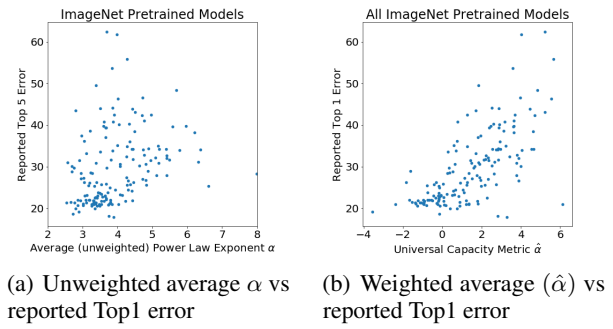 ImageNet Pretrained Models
Reported Top 5 Error
60
50
40
30
20
2 3 4 5 6 7 8
Average (unweighted) Power Law Exponent α
(a) Unweighted average α vs
reported Top1 error
All ImageNet Pretrained Models
Reported Top 1 Error
60
50
40
30
20
−4 −2 0 2 4 6
Universal Capacity Metric α̂
(b) Weighted average (α̂) vs
reported Top1 error